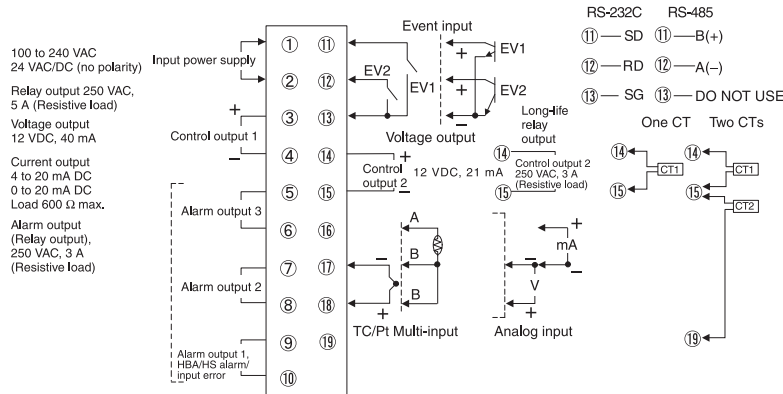 100 to 240 VAC
24 VAC/DC (no polarity)
Relay output 250 VAC,
5 A (Resistive load)
Voltage output
12 VDC, 40 mA
Current output
4 to 20 mA DC
0 to 20 mA DC
Load 600 Ω max.
Alarm output
(Relay output),
250 VAC, 3 A
(Resistive load)
Input power supply
+
Control output 1
−
Alarm output 3
Alarm output 2
Alarm output 1,
HBA/HS alarm/
input error
① ⑪
② ⑫
③ ⑬
④ ⑭
⑤ ⑮
⑥ ⑯
⑦ ⑰
⑧ ⑱
⑨ ⑲
⑩
EV2
EV1
Event input
+
EV1
+
EV2
−
Voltage output
+
Control
output 2
−
12 VDC, 21 mA
Long-life
relay
output
⑭
Control output 2
250 VAC, 3 A
(Resistive load)
⑮
A
B
B
−
+
TC/Pt Multi-input
+
mA
−
−
V
+
Analog input
RS-232C RS-485
⑪ SD ⑪ B(+)
⑫ RD ⑫ A(−)
⑬ SG ⑬ DO NOT USE
One CT Two CTs
⑭ CT1 ⑭ CT1
⑮ ⑮ CT2
⑲